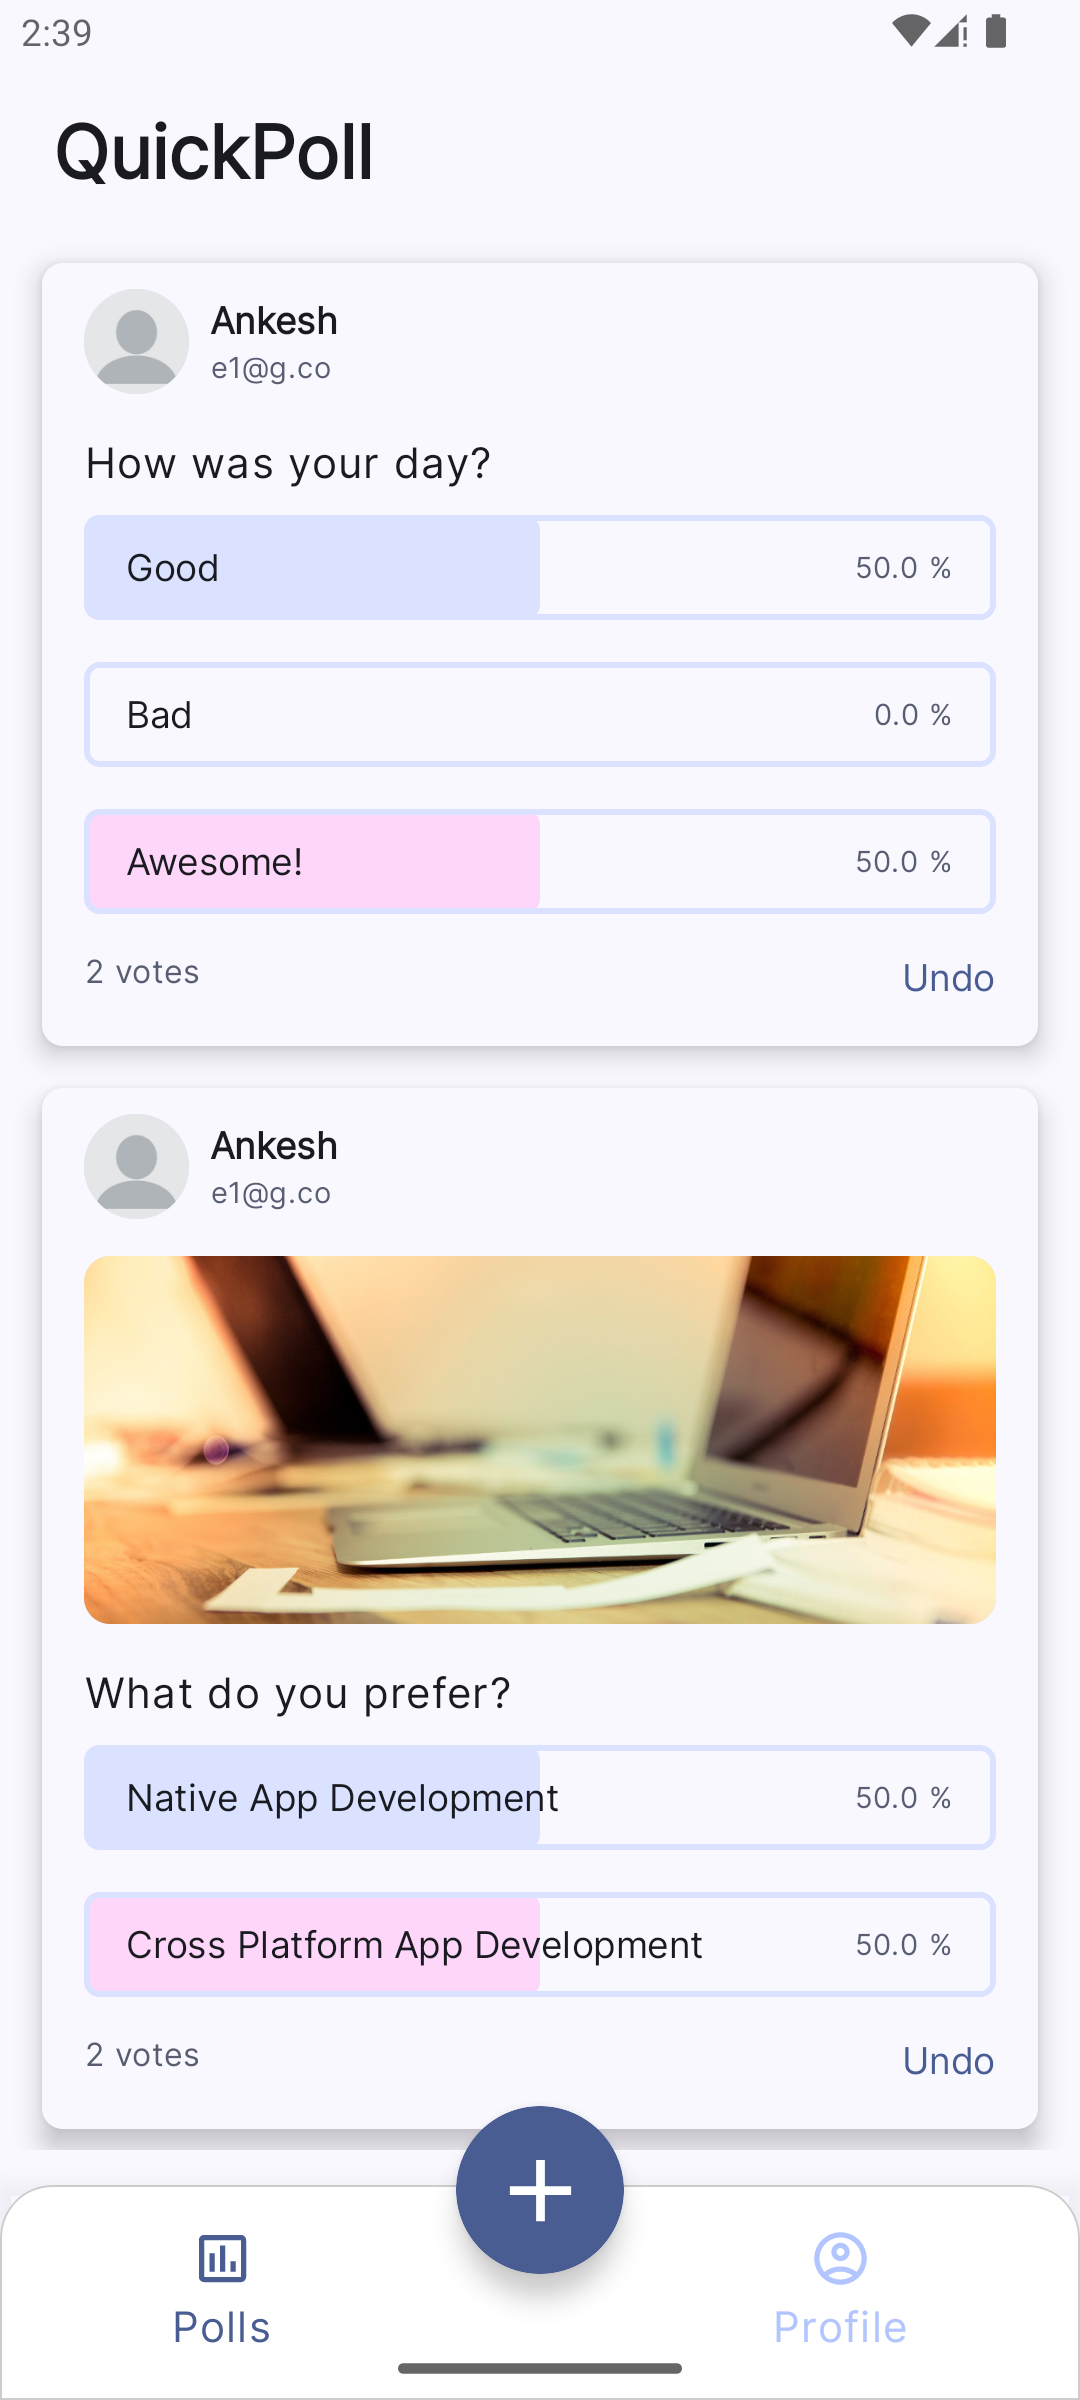 2:39
QuickPoll
Ankesh
e1@g.co
How was your day?
Good 50.0 %
Bad 0.0 %
Awesome! 50.0 %
2 votes Undo
Ankesh
e1@g.co
What do you prefer?
Native App Development 50.0 %
Cross Platform App Development 50.0 %
2 votes Undo
Polls Profile